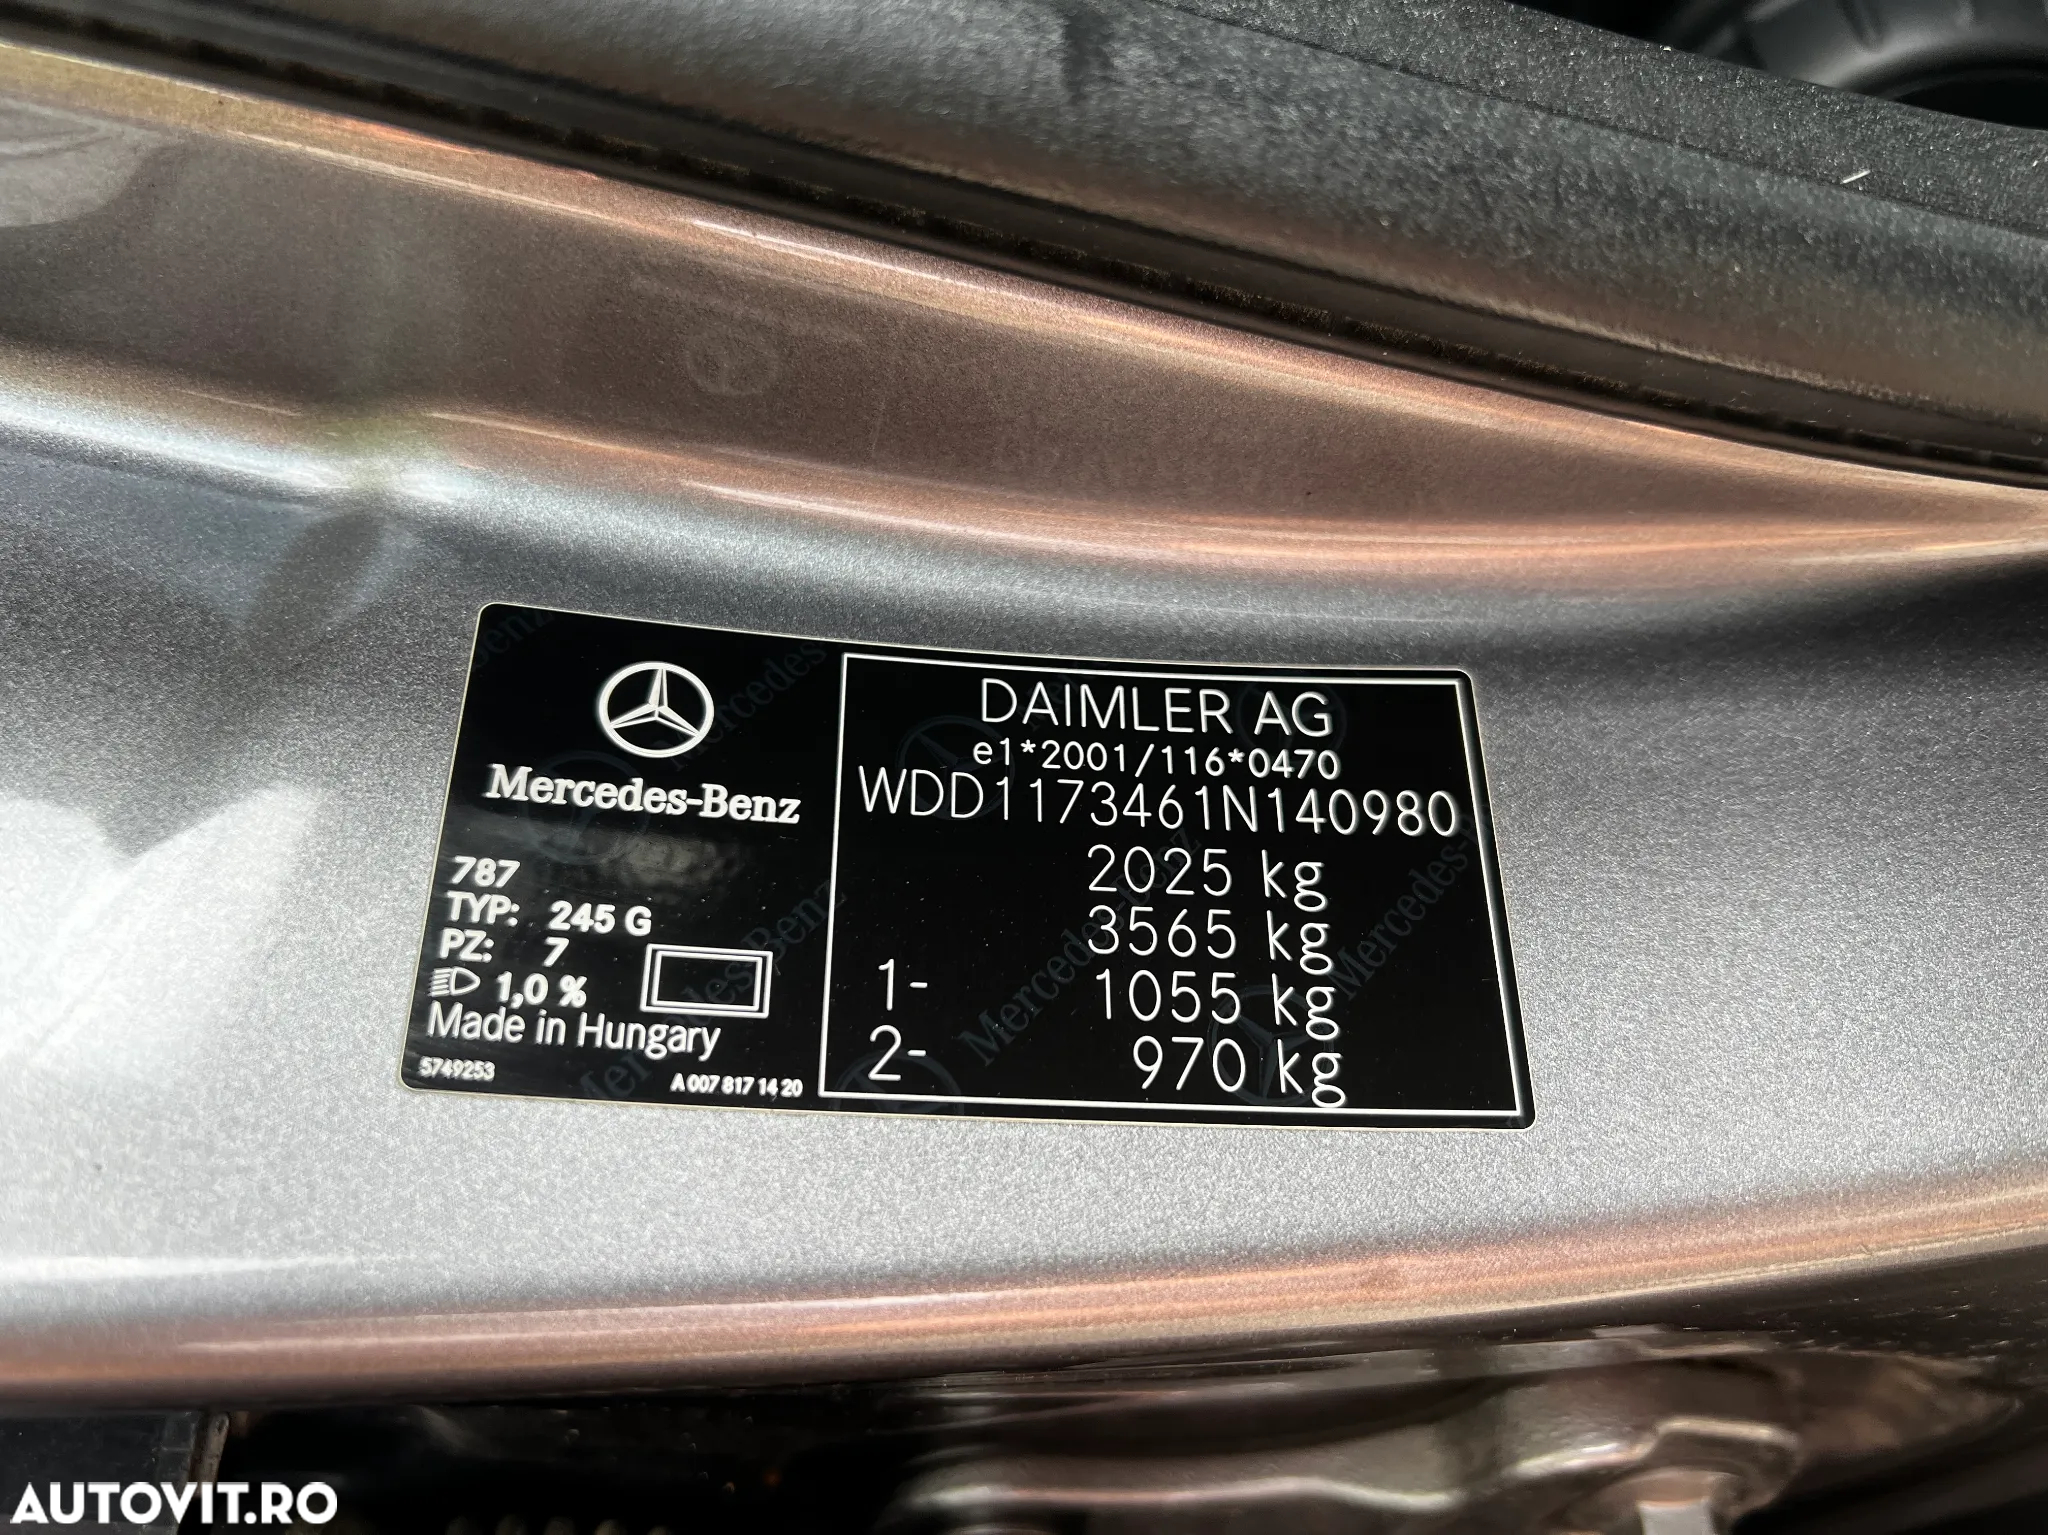 Mercedes-Benz
787
TYP: 245 G
PZ: 7
1,0 %
Made in Hungary
5749253
A 007 817 14 20
DAIMLER AG
e1*2001/116*0470
WDD1173461N140980
2025 kg
3565 kg
1- 1055 kg
2- 970 kg
AUTOVIT.RO